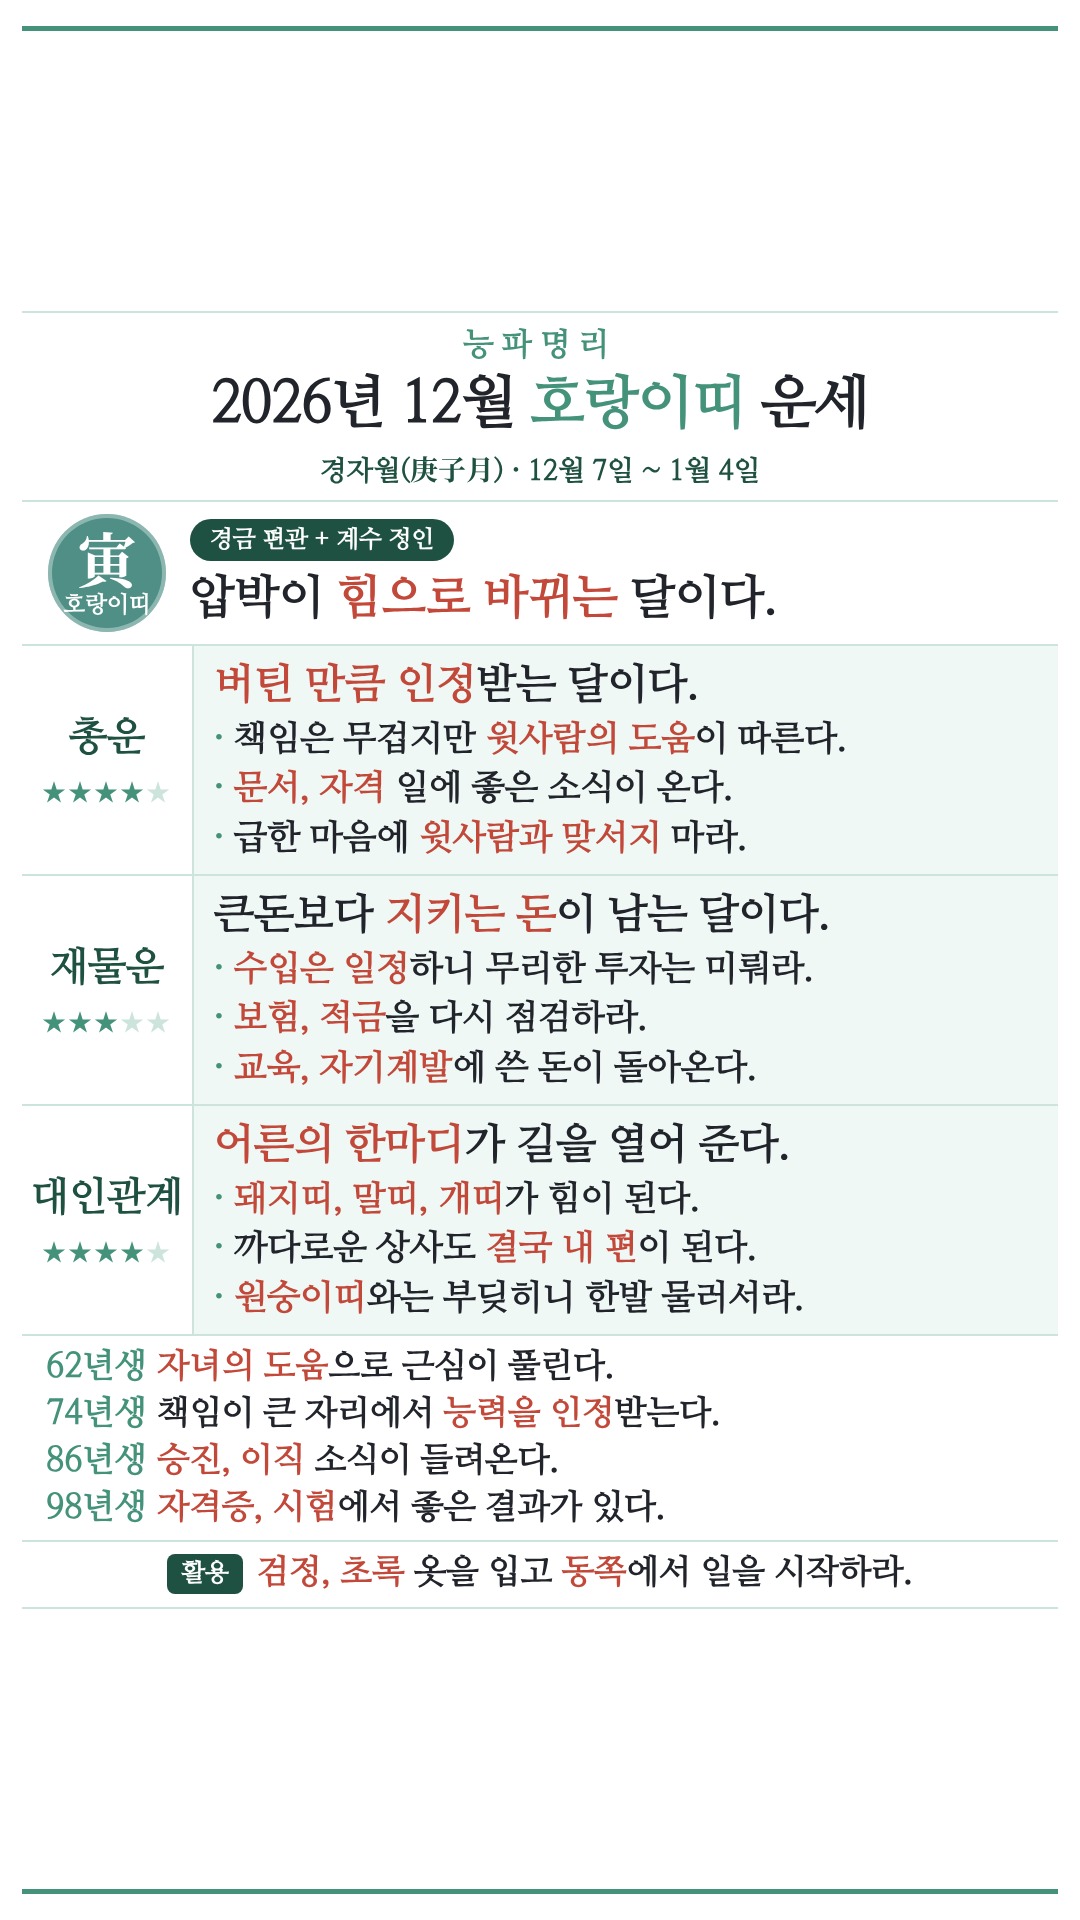 능파명리
2026년 12월 호랑이띠 운세
경자월(庚子月) · 12월 7일 ~ 1월 4일
寅
호랑이띠
경금 편관 + 계수 정인
압박이 힘으로 바뀌는 달이다.
총운
★★★★★
버틴 만큼 인정받는 달이다.
· 책임은 무겁지만 윗사람의 도움이 따른다.
· 문서, 자격 일에 좋은 소식이 온다.
· 급한 마음에 윗사람과 맞서지 마라.
재물운
★★★★★
큰돈보다 지키는 돈이 남는 달이다.
· 수입은 일정하니 무리한 투자는 미뤄라.
· 보험, 적금을 다시 점검하라.
· 교육, 자기계발에 쓴 돈이 돌아온다.
대인관계
★★★★★
어른의 한마디가 길을 열어 준다.
· 돼지띠, 말띠, 개띠가 힘이 된다.
· 까다로운 상사도 결국 내 편이 된다.
· 원숭이띠와는 부딪히니 한발 물러서라.
62년생 자녀의 도움으로 근심이 풀린다.
74년생 책임이 큰 자리에서 능력을 인정받는다.
86년생 승진, 이직 소식이 들려온다.
98년생 자격증, 시험에서 좋은 결과가 있다.
활용 검정, 초록 옷을 입고 동쪽에서 일을 시작하라.